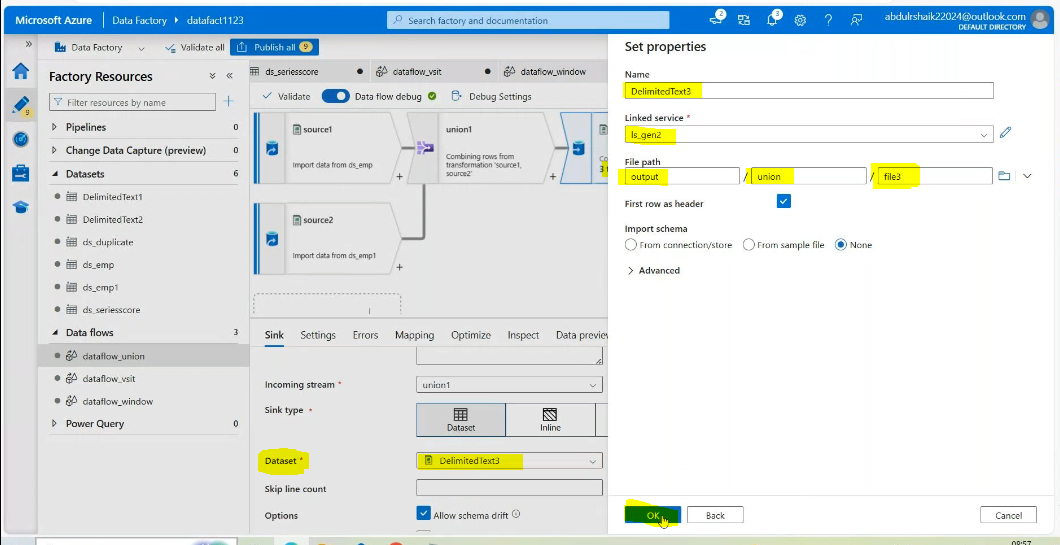 Microsoft Azure Data Factory ▸ datafact1123 Search factory and documentation 2 3 abdulrshaik22024@outlook.com
DEFAULT DIRECTORY
» Data Factory Validate all Publish all 9
Factory Resources
Filter resources by name
Pipelines 0
Change Data Capture (preview) 0
Datasets 6
DelimitedText1
DelimitedText2
ds_duplicate
ds_emp
ds_emp1
ds_seriesscore
Data flows 3
dataflow_union
dataflow_vsit
dataflow_window
Power Query 0
9
ds_seriesscore dataflow_vsit dataflow_window
Validate Data flow debug Debug Settings
source1
Import data from ds_emp
union1
Combining rows from
transformation 'source1,
source2'
source2
Import data from ds_emp1
Sink Settings Errors Mapping Optimize Inspect Data preview
Incoming stream * union1
Sink type * Dataset Inline
Dataset * DelimitedText3
Skip line count
Options Allow schema drift
Set properties
Name
DelimitedText3
Linked service *
ls_gen2
File path
output / union / file3
First row as header
Import schema
From connection/store From sample file None
Advanced
OK Back Cancel